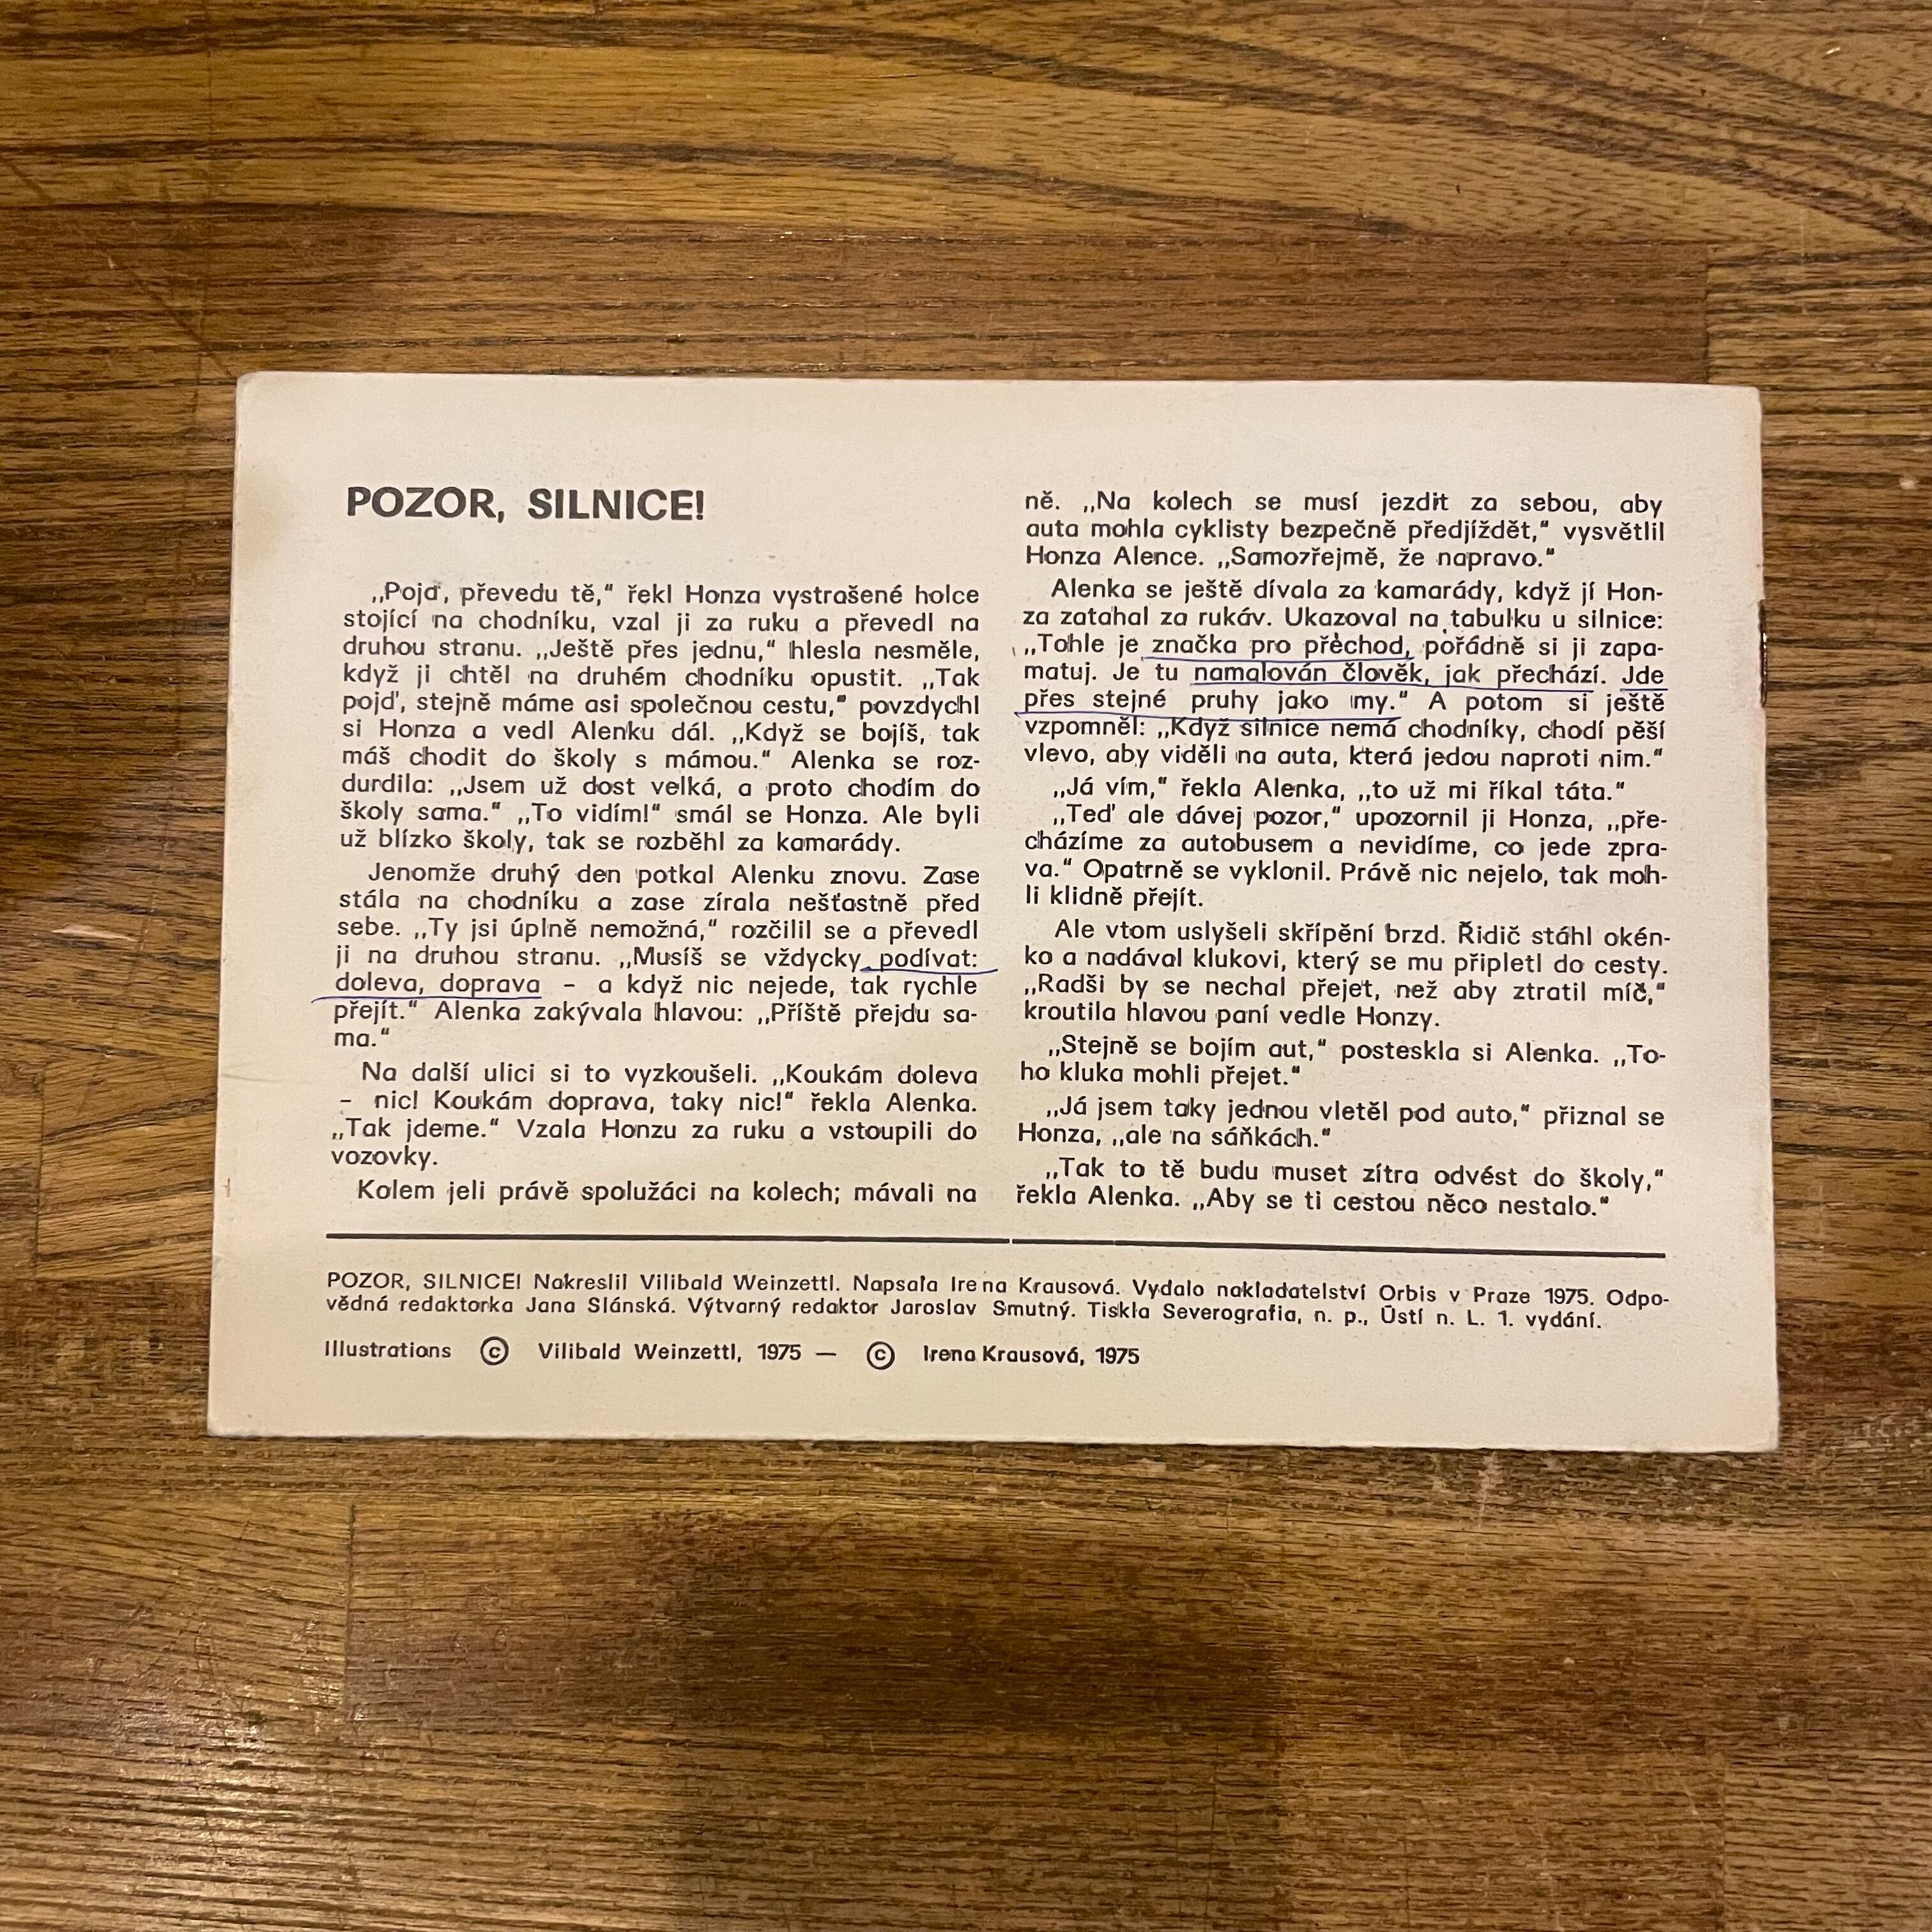 POZOR, SILNICE!
„Pojď, převedu tě,“ řekl Honza vystrašené holce
stojící na chodníku, vzal ji za ruku a převedl na
druhou stranu. „Ještě přes jednu,“ hlesla nesměle,
když ji chtěl na druhém chodníku opustit. „Tak
pojď, stejně máme asi společnou cestu,“ povzdychl
si Honza a vedl Alenku dál. „Když se bojíš, tak
máš chodit do školy s mámou.“ Alenka se roz-
durdila: „Jsem už dost velká, a proto chodím do
školy sama.“ „To vidím!“ smál se Honza. Ale byli
už blízko školy, tak se rozběhl za kamarády.
Jenomže druhý den potkal Alenku znovu. Zase
stála na chodníku a zase zírala nešťastně před
sebe. „Ty jsi úplně nemožná,“ rozčilil se a převedl
ji na druhou stranu. „Musíš se vždycky podívat:
doleva, doprava – a když nic nejede, tak rychle
přejít.“ Alenka zakývala hlavou: „Příště přejdu sa-
ma.“
Na další ulici si to vyzkoušeli. „Koukám doleva
– nic! Koukám doprava, taky nic!“ řekla Alenka.
„Tak jdeme.“ Vzala Honzu za ruku a vstoupili do
vozovky.
Kolem jeli právě spolužáci na kolech; mávali na
ně. „Na kolech se musí jezdit za sebou, aby
auta mohla cyklisty bezpečně předjíždět,“ vysvětlil
Honza Alence. „Samozřejmě, že napravo.“
Alenka se ještě dívala za kamarády, když jí Hon-
za zatahal za rukáv. Ukazoval na tabulku u silnice:
„Tohle je značka pro přechod, pořádně si ji zapa-
matuj. Je tu namalován člověk, jak přechází. Jde
přes stejné pruhy jako my.“ A potom si ještě
vzpomněl: „Když silnice nemá chodníky, chodí pěší
vlevo, aby viděli na auta, která jedou naproti nim.“
„Já vím,“ řekla Alenka, „to už mi říkal táta.“
„Teď ale dávej pozor,“ upozornil ji Honza, „pře-
cházíme za autobusem a nevidíme, co jede zpra-
va.“ Opatrně se vyklonil. Právě nic nejelo, tak moh-
li klidně přejít.
Ale vtom uslyšeli skřípění brzd. Řidič stáhl okén-
ko a nadával klukovi, který se mu připletl do cesty.
„Radši by se nechal přejet, než aby ztratil míč,“
kroutila hlavou paní vedle Honzy.
„Stejně se bojím aut,“ posteskla si Alenka. „To-
ho kluka mohli přejet.“
„Já jsem taky jednou vletěl pod auto,“ přiznal se
Honza, „ale na sáňkách.“
„Tak to tě budu muset zítra odvést do školy,“
řekla Alenka. „Aby se ti cestou něco nestalo.“
POZOR, SILNICE! Nakreslil Vilibald Weinzettl. Napsala Irena Krausová. Vydalo nakladatelství Orbis v Praze 1975. Odpo-
vědná redaktorka Jana Slánská. Výtvarný redaktor Jaroslav Smutný. Tiskla Severografia, n. p., Ústí n. L. 1. vydání.
Illustrations © Vilibald Weinzettl, 1975 — © Irena Krausová, 1975